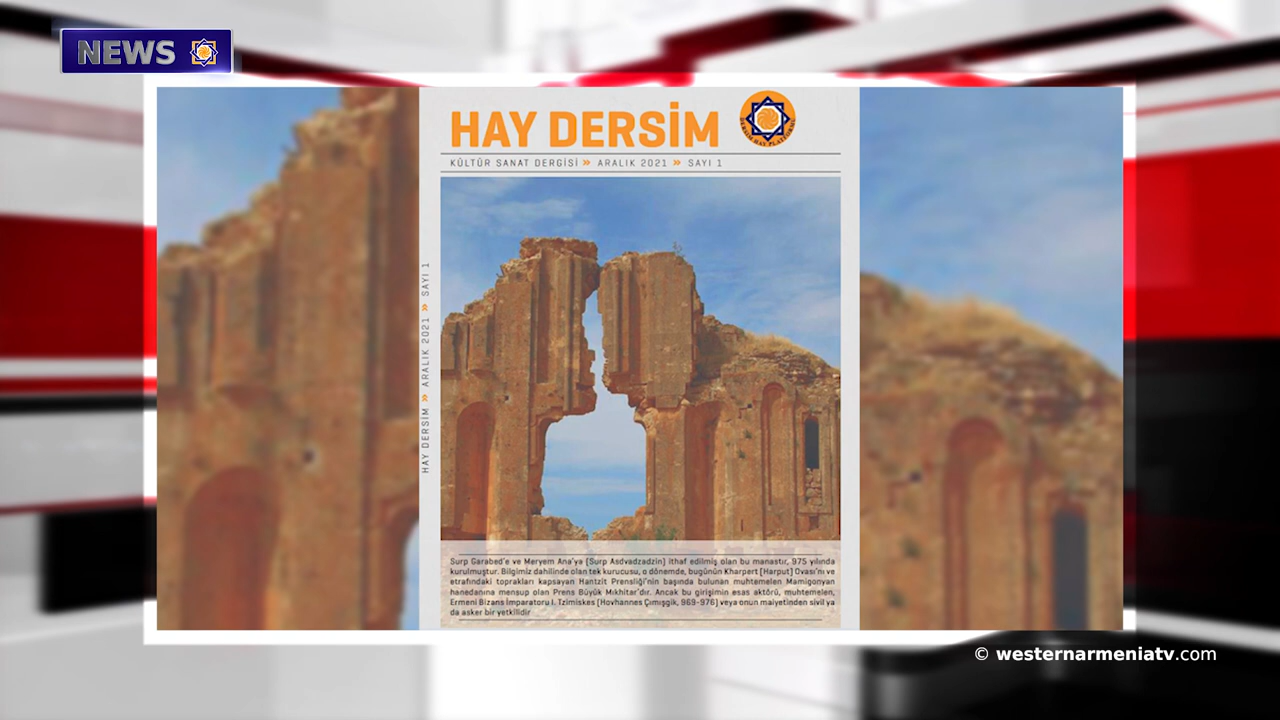 NEWS
HAY DERSİM
DERSİM HAY PLATFORMU
KÜLTÜR SANAT DERGİSİ » ARALIK 2021 » SAYI 1
HAY DERSİM » ARALIK 2021 » SAYI 1
Surp Garabed'e ve Meryem Ana'ya (Surp Asdvadzadzin) ithaf edilmiş olan bu manastır, 975 yılında
kurulmuştur. Bilgimiz dahilinde olan tek kurucusu, o dönemde, bugünün Kharpert (Harput) Ovası'nı ve
etrafındaki toprakları kapsayan Hantzit Prensliği'nin başında bulunan muhtemelen Mamigonyan
hanedanına mensup olan Prens Büyük Mıkhitar'dır. Ancak bu girişimin esas aktörü, muhtemelen,
Ermeni Bizans İmparatoru I. Tzimiskes (Hovhannes Çımışgik, 969-976) veya onun maiyetinden sivil ya
da asker bir yetkilidir
© westernarmeniatv.com